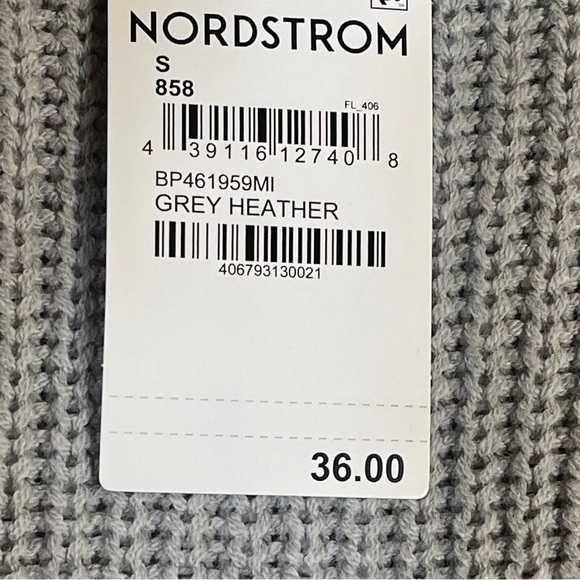 NORDSTROM
S
858
FL_406
4 39116 12740 8
BP461959MI
GREY HEATHER
406793130021
36.00